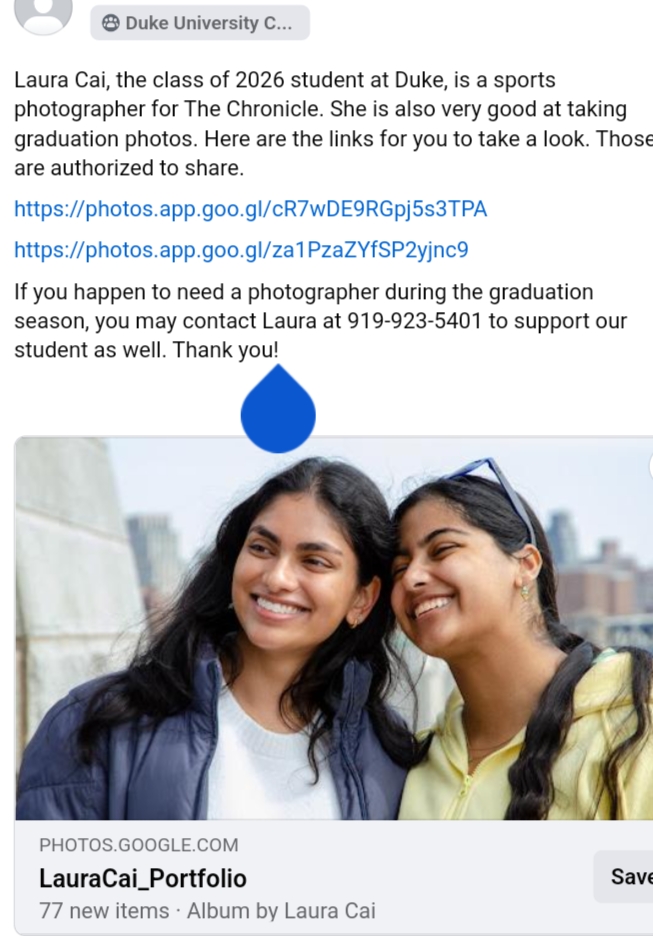 Duke University C...
Laura Cai, the class of 2026 student at Duke, is a sports
photographer for The Chronicle. She is also very good at taking
graduation photos. Here are the links for you to take a look. Those
are authorized to share.
https://photos.app.goo.gl/cR7wDE9RGpj5s3TPA
https://photos.app.goo.gl/za1PzaZYfSP2yjnc9
If you happen to need a photographer during the graduation
season, you may contact Laura at 919-923-5401 to support our
student as well. Thank you!
PHOTOS.GOOGLE.COM
LauraCai_Portfolio
Save
77 new items · Album by Laura Cai